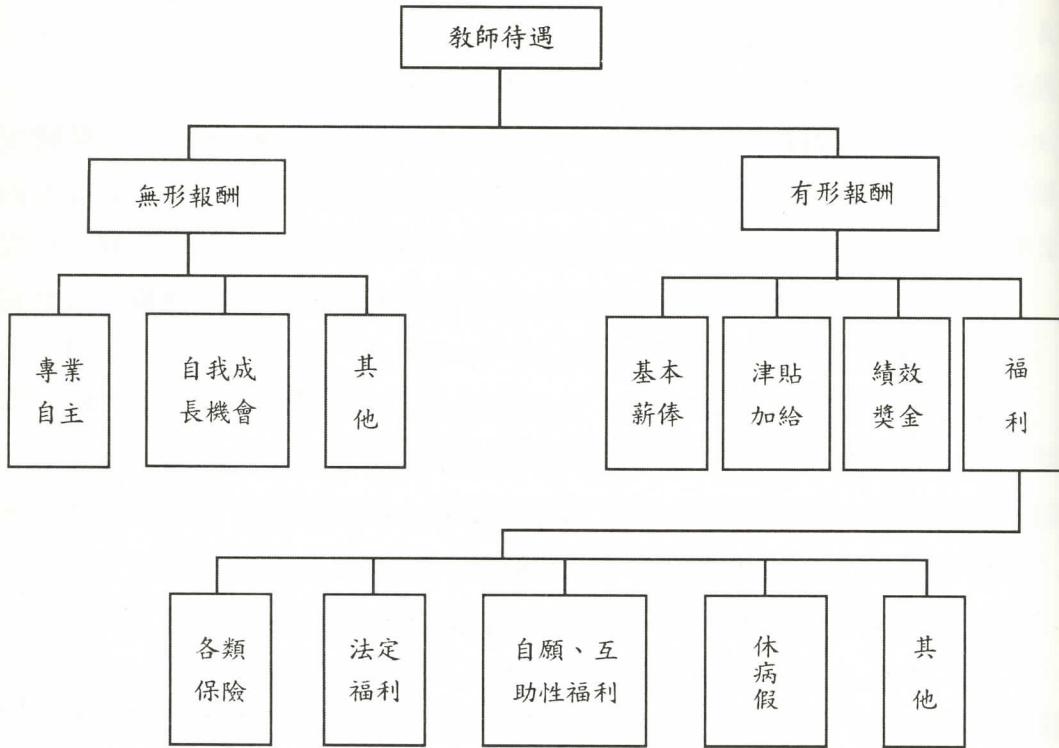 教師待遇
無形報酬
有形報酬
專業
自主
自我成
長機會
其
他
基本
薪俸
津貼
加給
績效
獎金
福
利
各類
保險
法定
福利
自願、互
助性福利
休
病
假
其
他